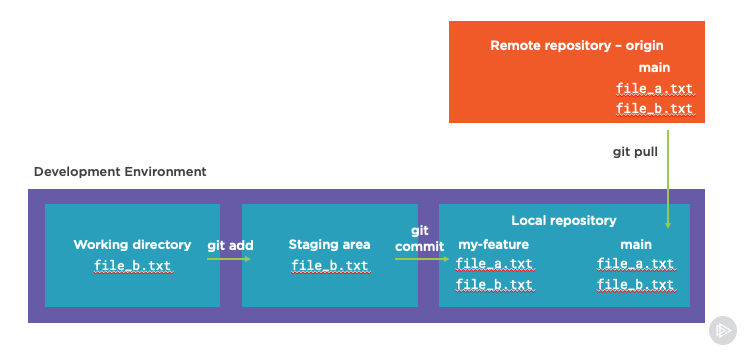 Remote repository – origin
main
file_a.txt
file_b.txt
git pull
Development Environment
Working directory
file_b.txt
git add
Staging area
file_b.txt
git
commit
Local repository
my-feature
file_a.txt
file_b.txt
main
file_a.txt
file_b.txt